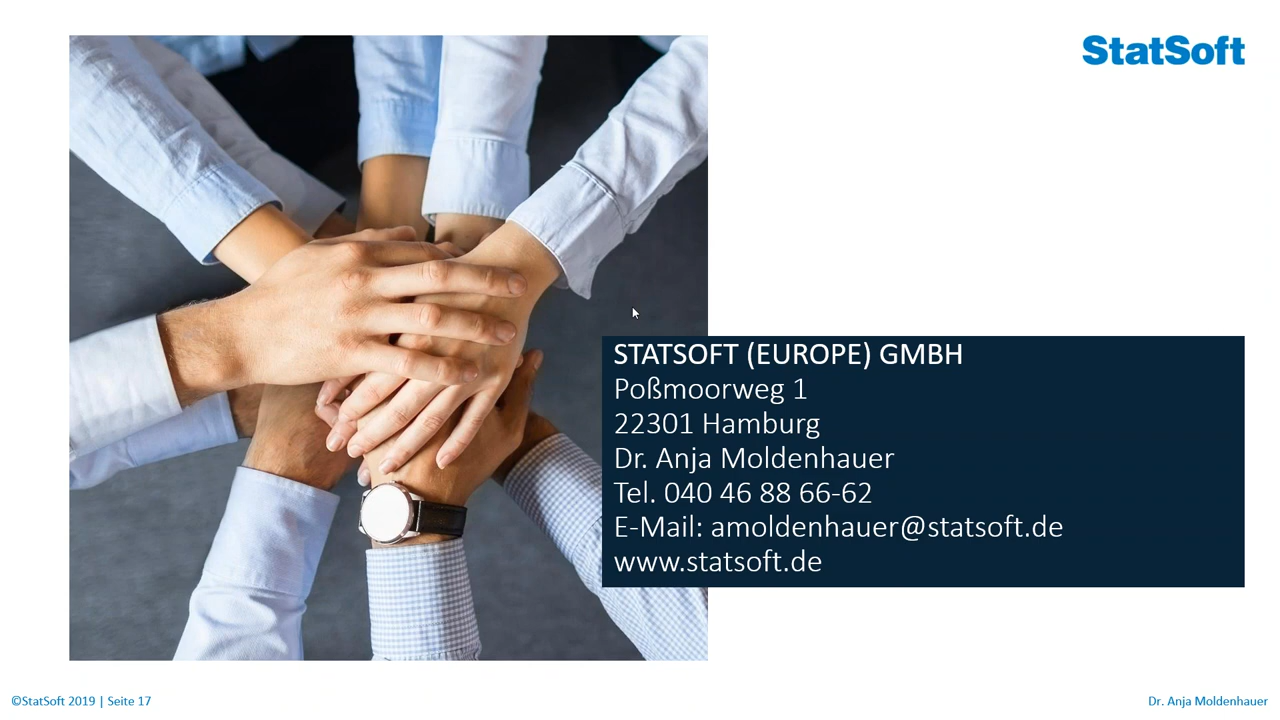 StatSoft
STATSOFT (EUROPE) GMBH
Poßmoorweg 1
22301 Hamburg
Dr. Anja Moldenhauer
Tel. 040 46 88 66-62
E-Mail: amoldenhauer@statsoft.de
www.statsoft.de
©StatSoft 2019 | Seite 17
Dr. Anja Moldenhauer